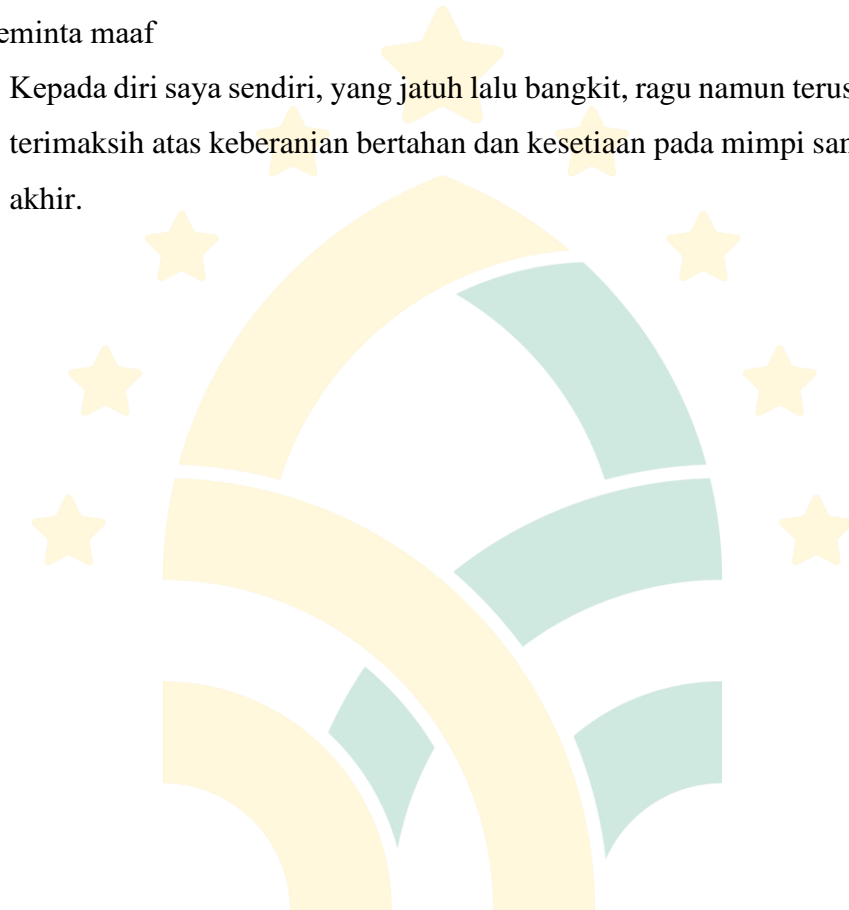 eminta maaf
Kepada diri saya sendiri, yang jatuh lalu bangkit, ragu namun terus
terimaksih atas keberanian bertahan dan kesetiaan pada mimpi
akhir.